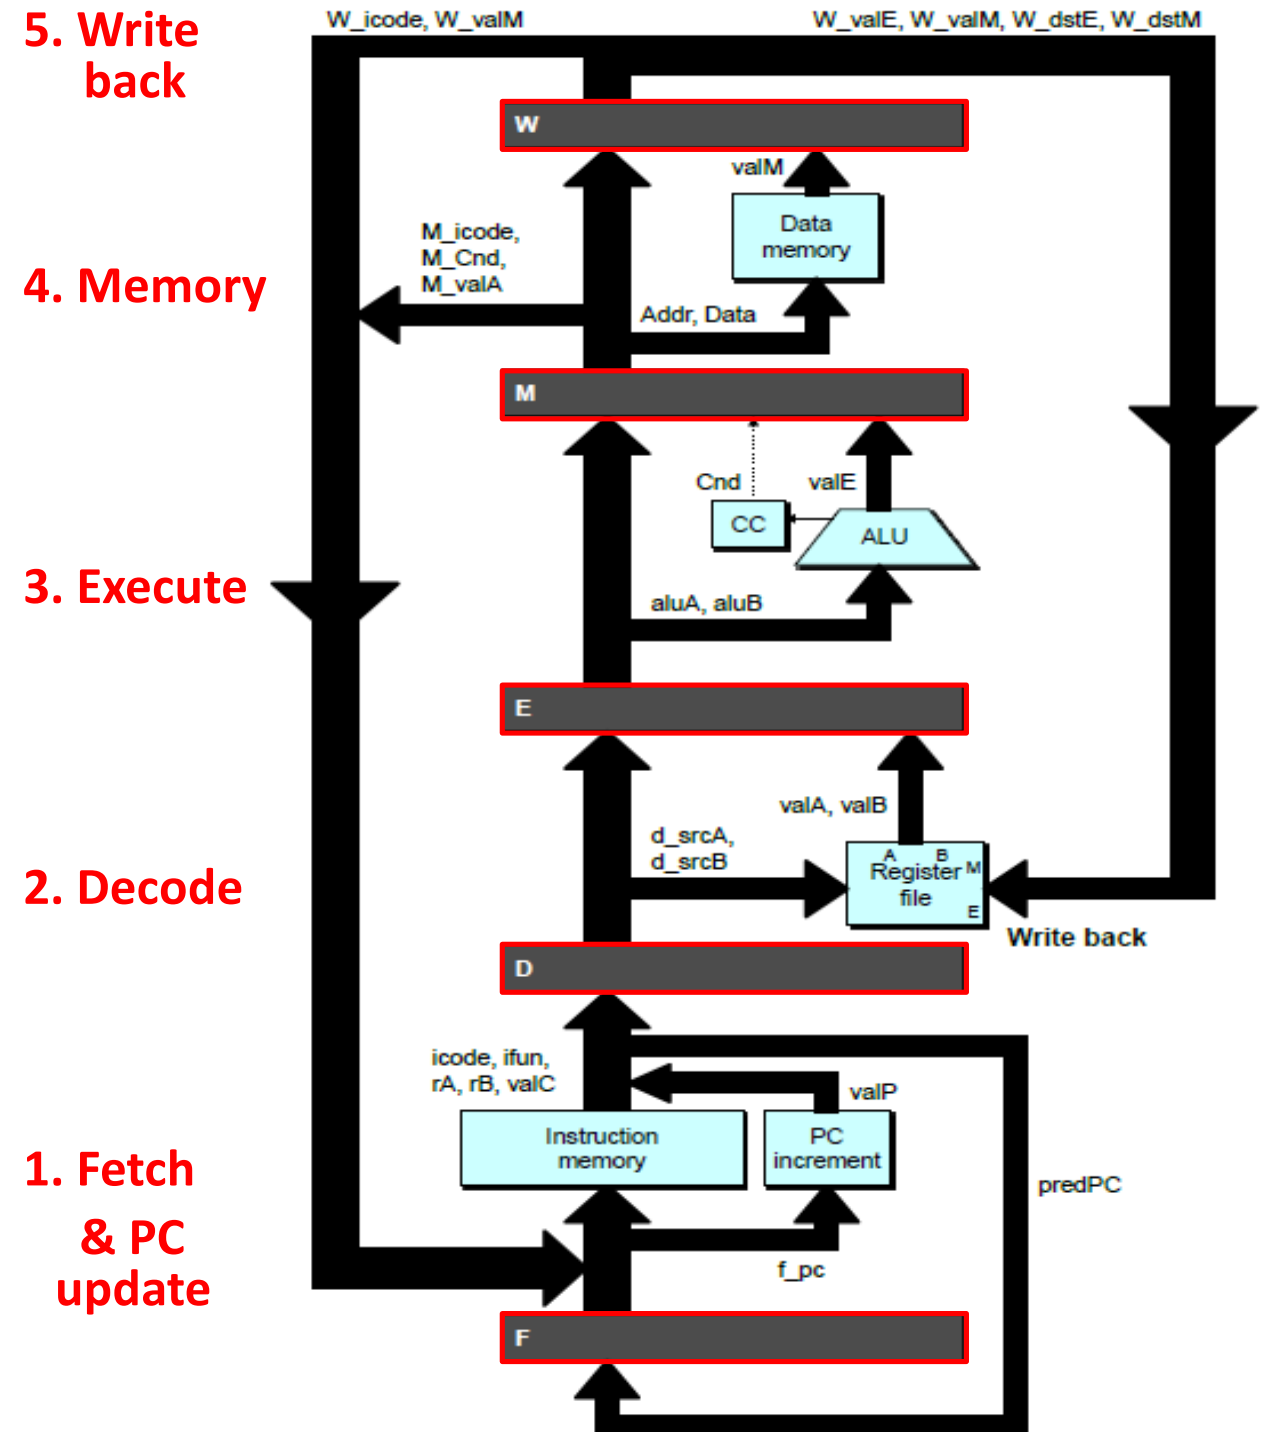 5. Write
back
W_icode, W_valM
W_valE, W_valM, W_dstE, W_dstM
W
valM
Data
memory
M_icode,
M_Cnd,
M_valA
4. Memory
Addr, Data
M
Cnd
valE
CC
ALU
3. Execute
aluA, aluB
E
valA, valB
d_srcA,
d_srcB
A B
Register M
file
E
2. Decode
Write back
D
icode, ifun,
rA, rB, valC
valP
Instruction
memory
PC
increment
1. Fetch
& PC
update
predPC
f_pc
F